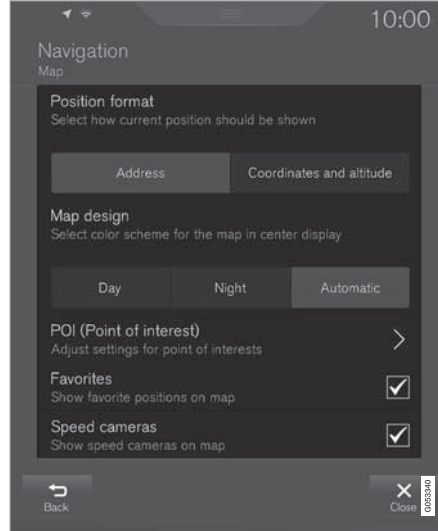 10:00
Navigation
Map
Position format
Select how current position should be shown
Address
Coordinates and altitude
Map design
Select color scheme for the map in center display
Day
Night
Automatic
POI (Point of interest)
Adjust settings for point of interests
Favorites
Show favorite positions on map
Speed cameras
Show speed cameras on map
Back
Close
G053340